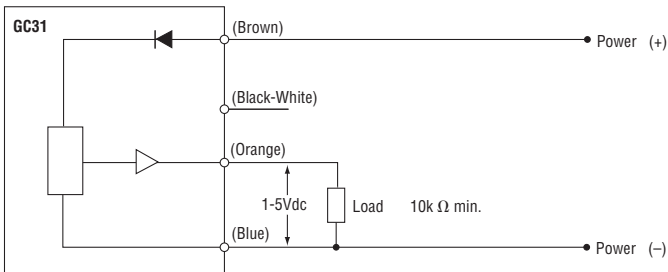 GC31
(Brown)
Power (+)
(Black-White)
(Orange)
1-5Vdc
Load 10k Ω min.
(Blue)
Power (–)